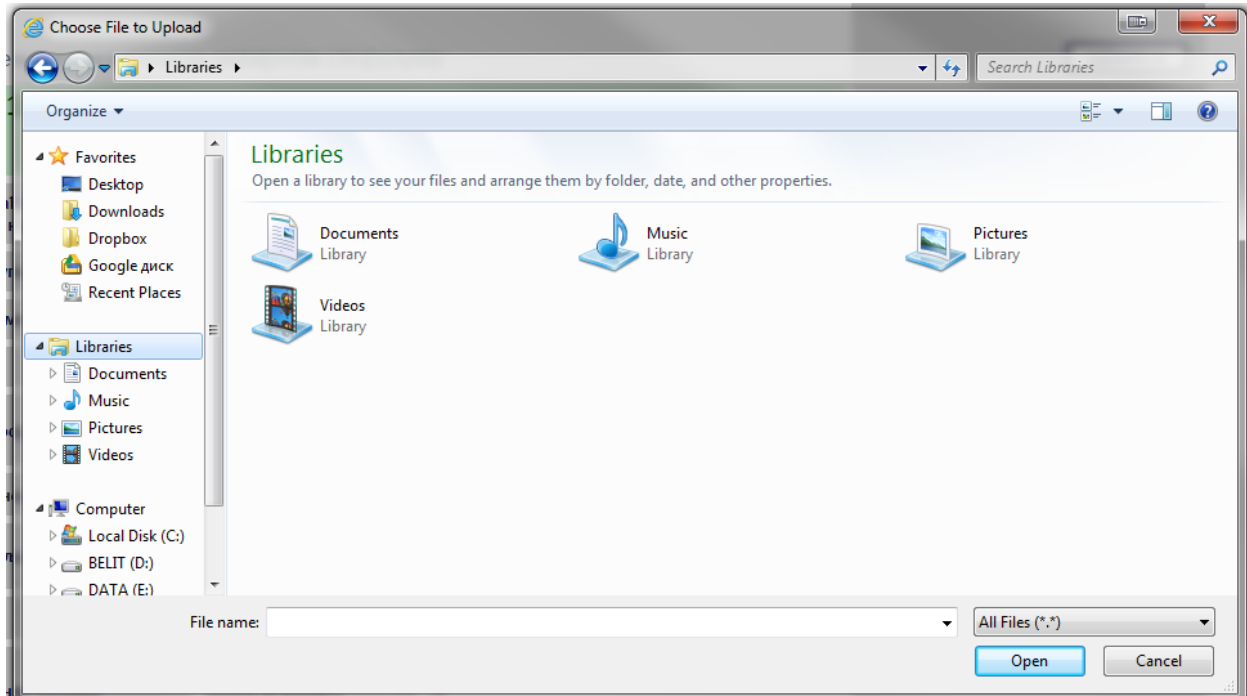 Choose File to Upload
Libraries
Search Libraries
Organize
Favorites
Desktop
Downloads
Dropbox
Google диск
Recent Places
Libraries
Documents
Music
Pictures
Videos
Computer
Local Disk (C:)
BELIT (D:)
DATA (E:)
Libraries
Open a library to see your files and arrange them by folder, date, and other properties.
Documents
Library
Music
Library
Pictures
Library
Videos
Library
File name:
All Files (*.*)
Open
Cancel